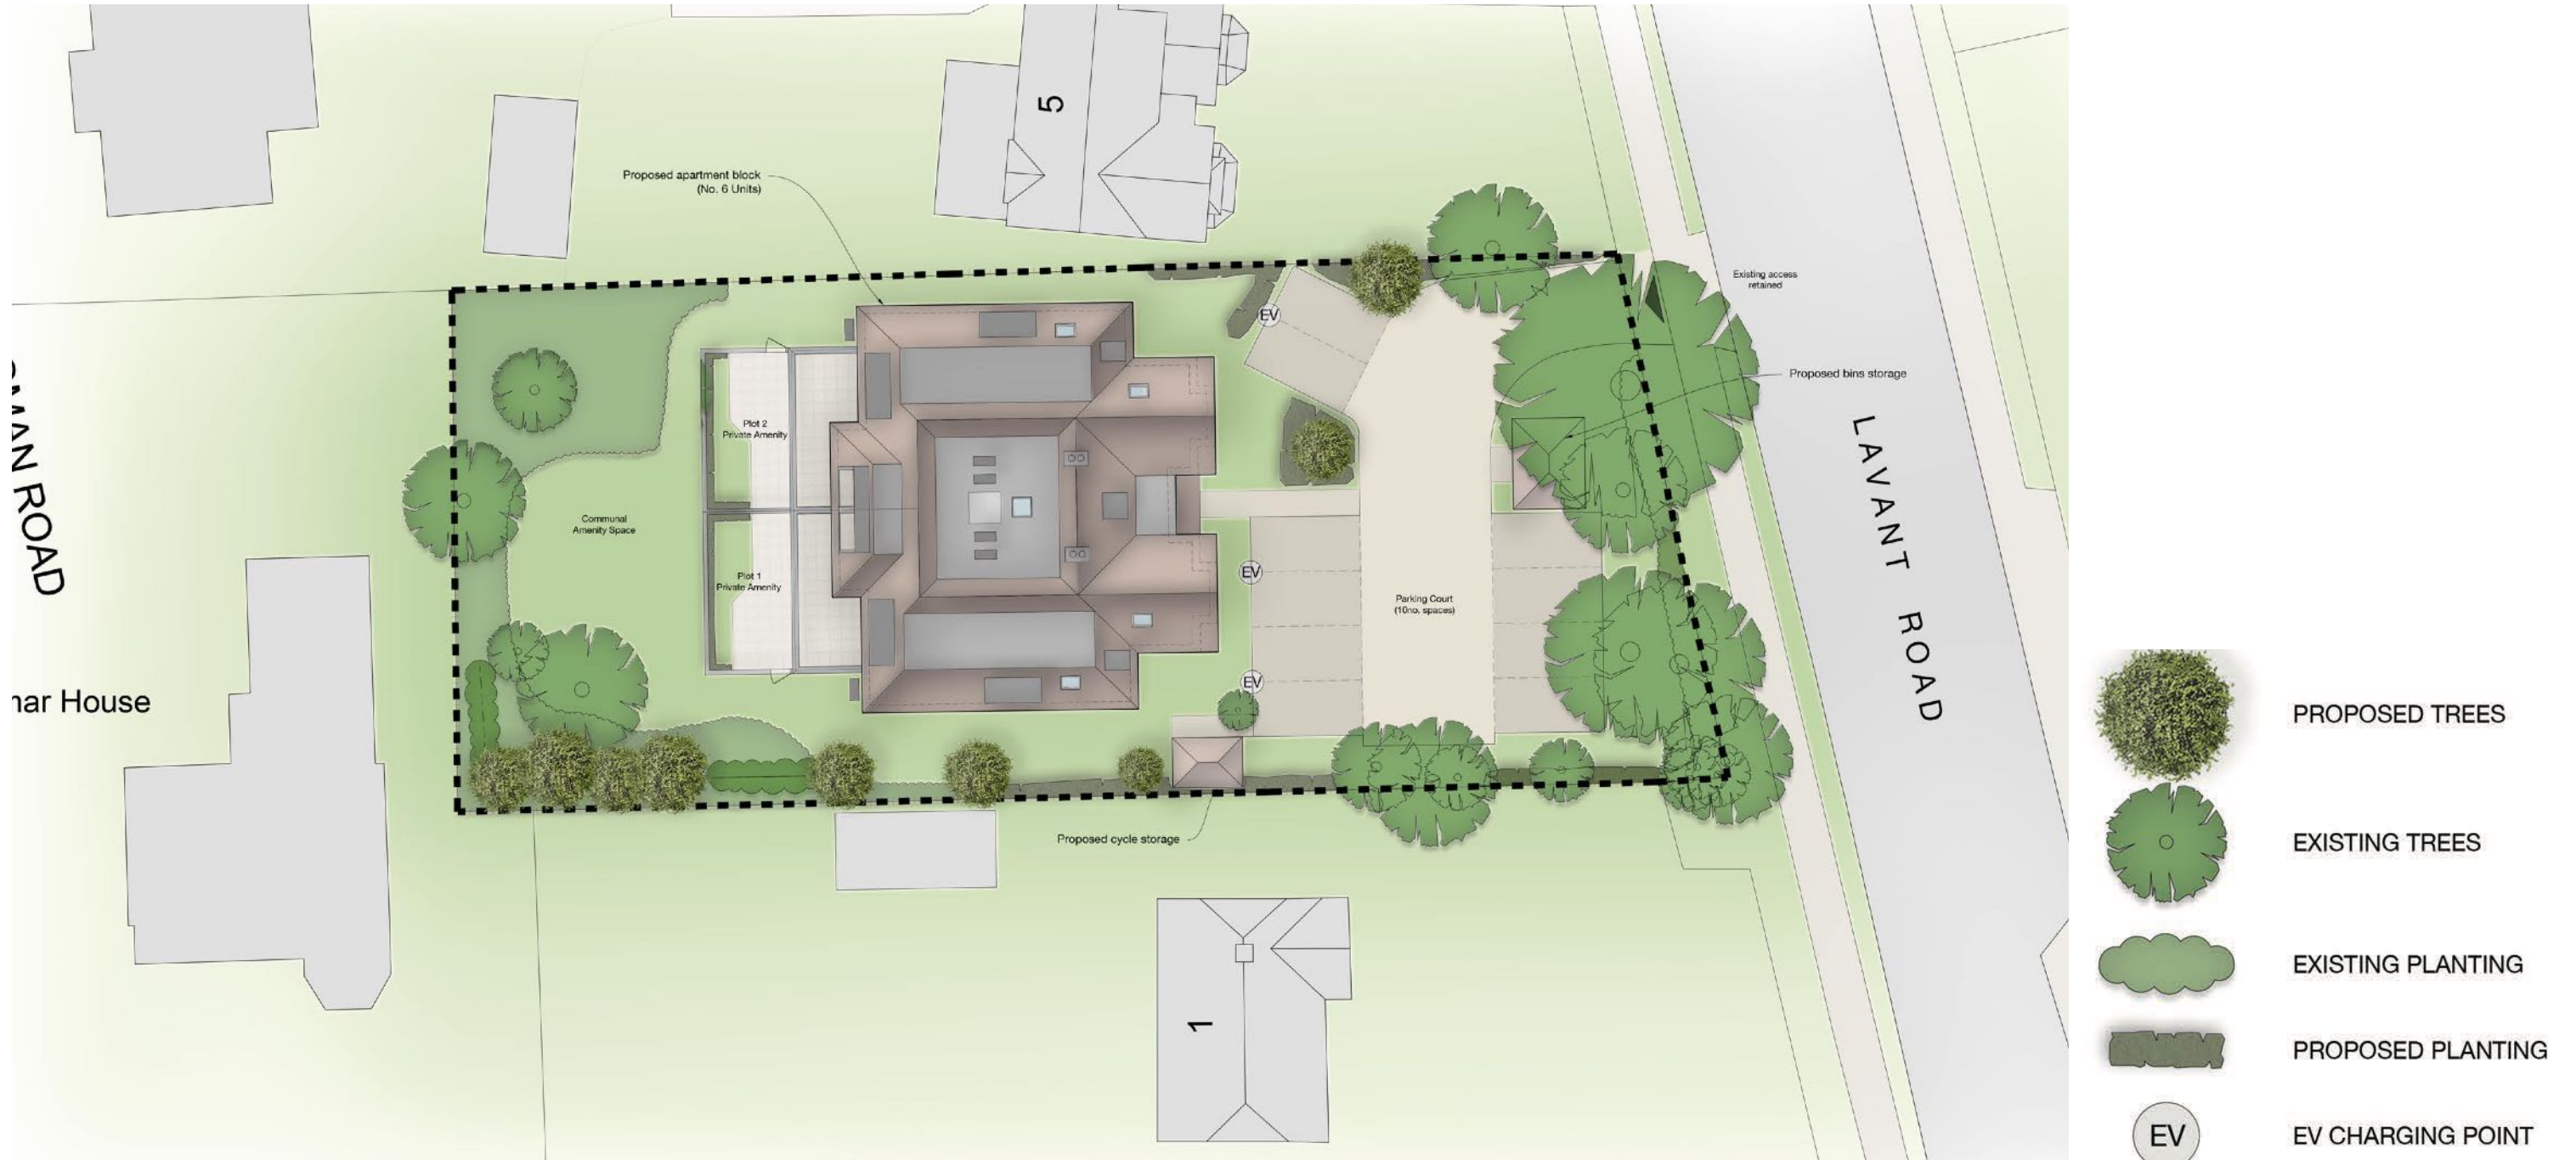 5
Proposed apartment block
(No. 6 Units)
Existing access
retained
EV
Proposed bins storage
Plot 2
Private Amenity
LAVANT ROAD
ROAD
Communal
Amenity Space
Plot 1
Private Amenity
EV
Parking Court
(10no. spaces)
EV
House
Proposed cycle storage
1
PROPOSED TREES
EXISTING TREES
EXISTING PLANTING
PROPOSED PLANTING
EV
EV CHARGING POINT